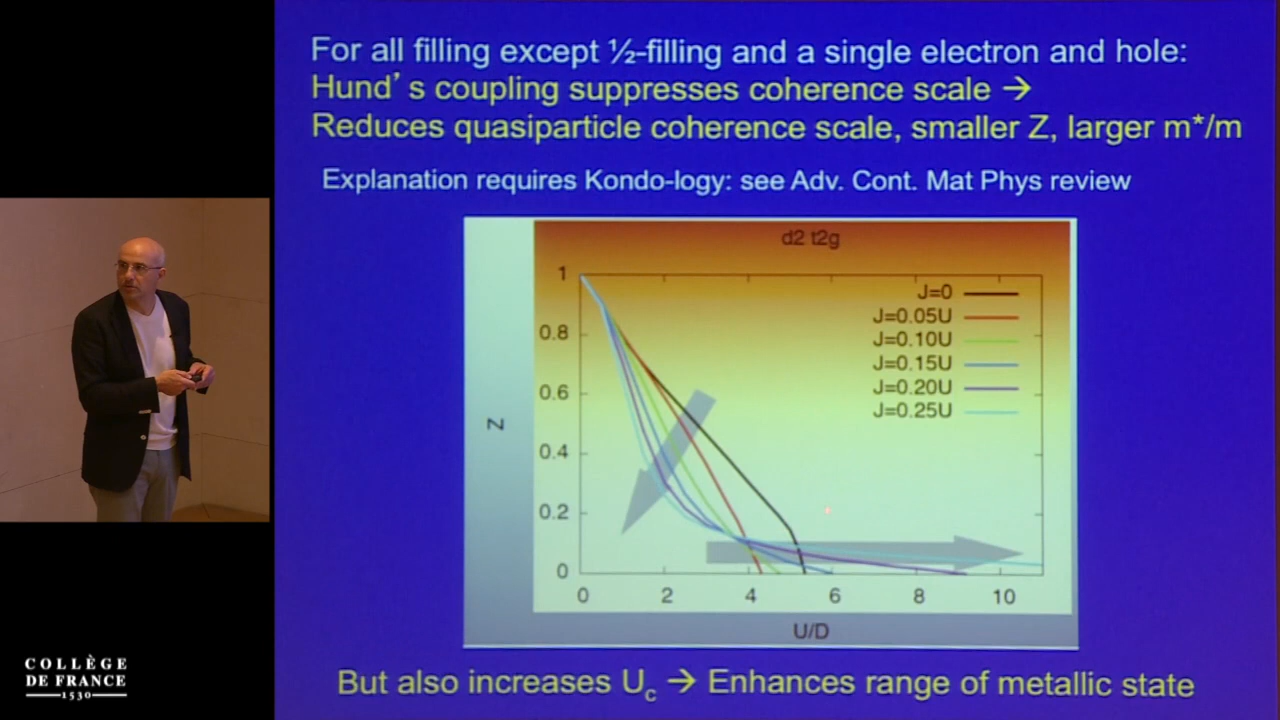 For all filling except ½-filling and a single electron and hole:
Hund's coupling suppresses coherence scale →
Reduces quasiparticle coherence scale, smaller Z, larger m*/m
Explanation requires Kondo-logy: see Adv. Cont. Mat Phys review
d2 t2g
1
0.8
0.6
0.4
0.2
0
Z
J=0
J=0.05U
J=0.10U
J=0.15U
J=0.20U
J=0.25U
0 2 4 6 8 10
U/D
But also increases Uc → Enhances range of metallic state
COLLÈGE
DE FRANCE
1530